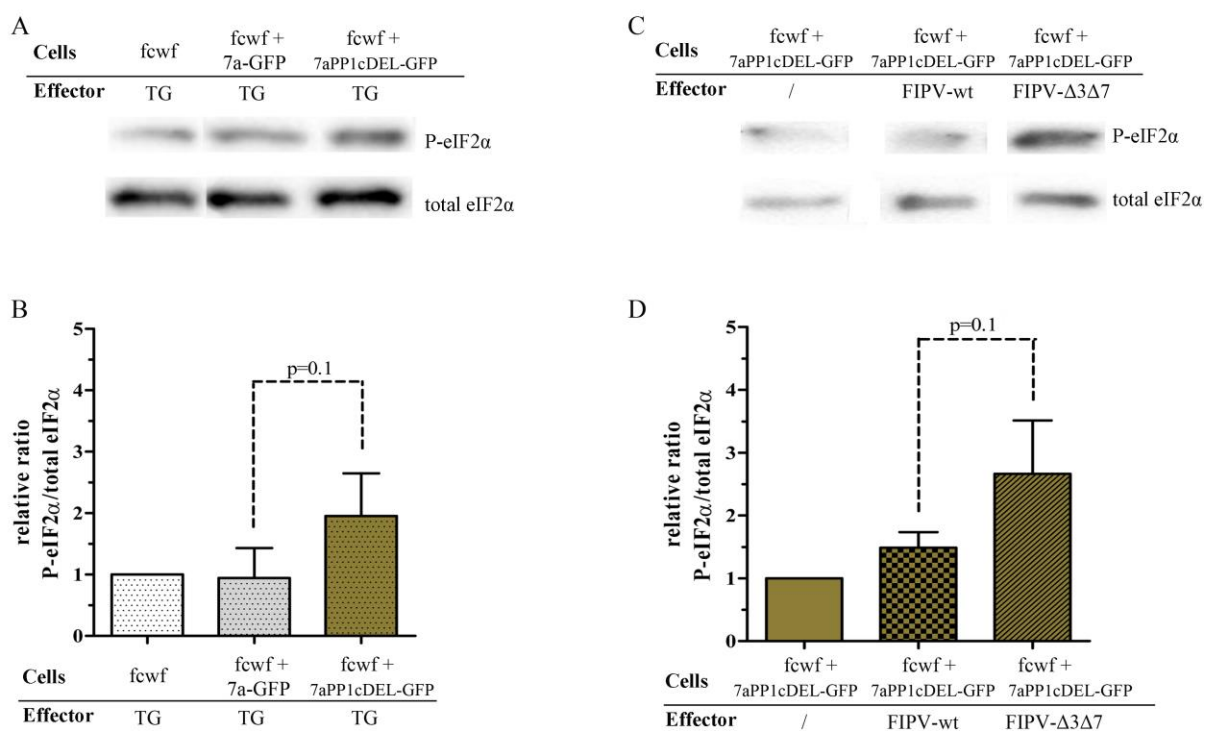 A
Cells fcwf fcwf + 7a-GFP fcwf + 7aPP1cDEL-GFP
Effector TG TG TG
P-eIF2α
total eIF2α
B
relative ratio
P-eIF2α/total eIF2α
5
4
3
2
1
0
p=0.1
Cells fcwf fcwf + 7a-GFP fcwf + 7aPP1cDEL-GFP
Effector TG TG TG
C
Cells fcwf + 7aPP1cDEL-GFP fcwf + 7aPP1cDEL-GFP fcwf + 7aPP1cDEL-GFP
Effector / FIPV-wt FIPV-Δ3Δ7
P-eIF2α
total eIF2α
D
relative ratio
P-eIF2α/total eIF2α
5
4
3
2
1
0
p=0.1
Cells fcwf + 7aPP1cDEL-GFP fcwf + 7aPP1cDEL-GFP fcwf + 7aPP1cDEL-GFP
Effector / FIPV-wt FIPV-Δ3Δ7